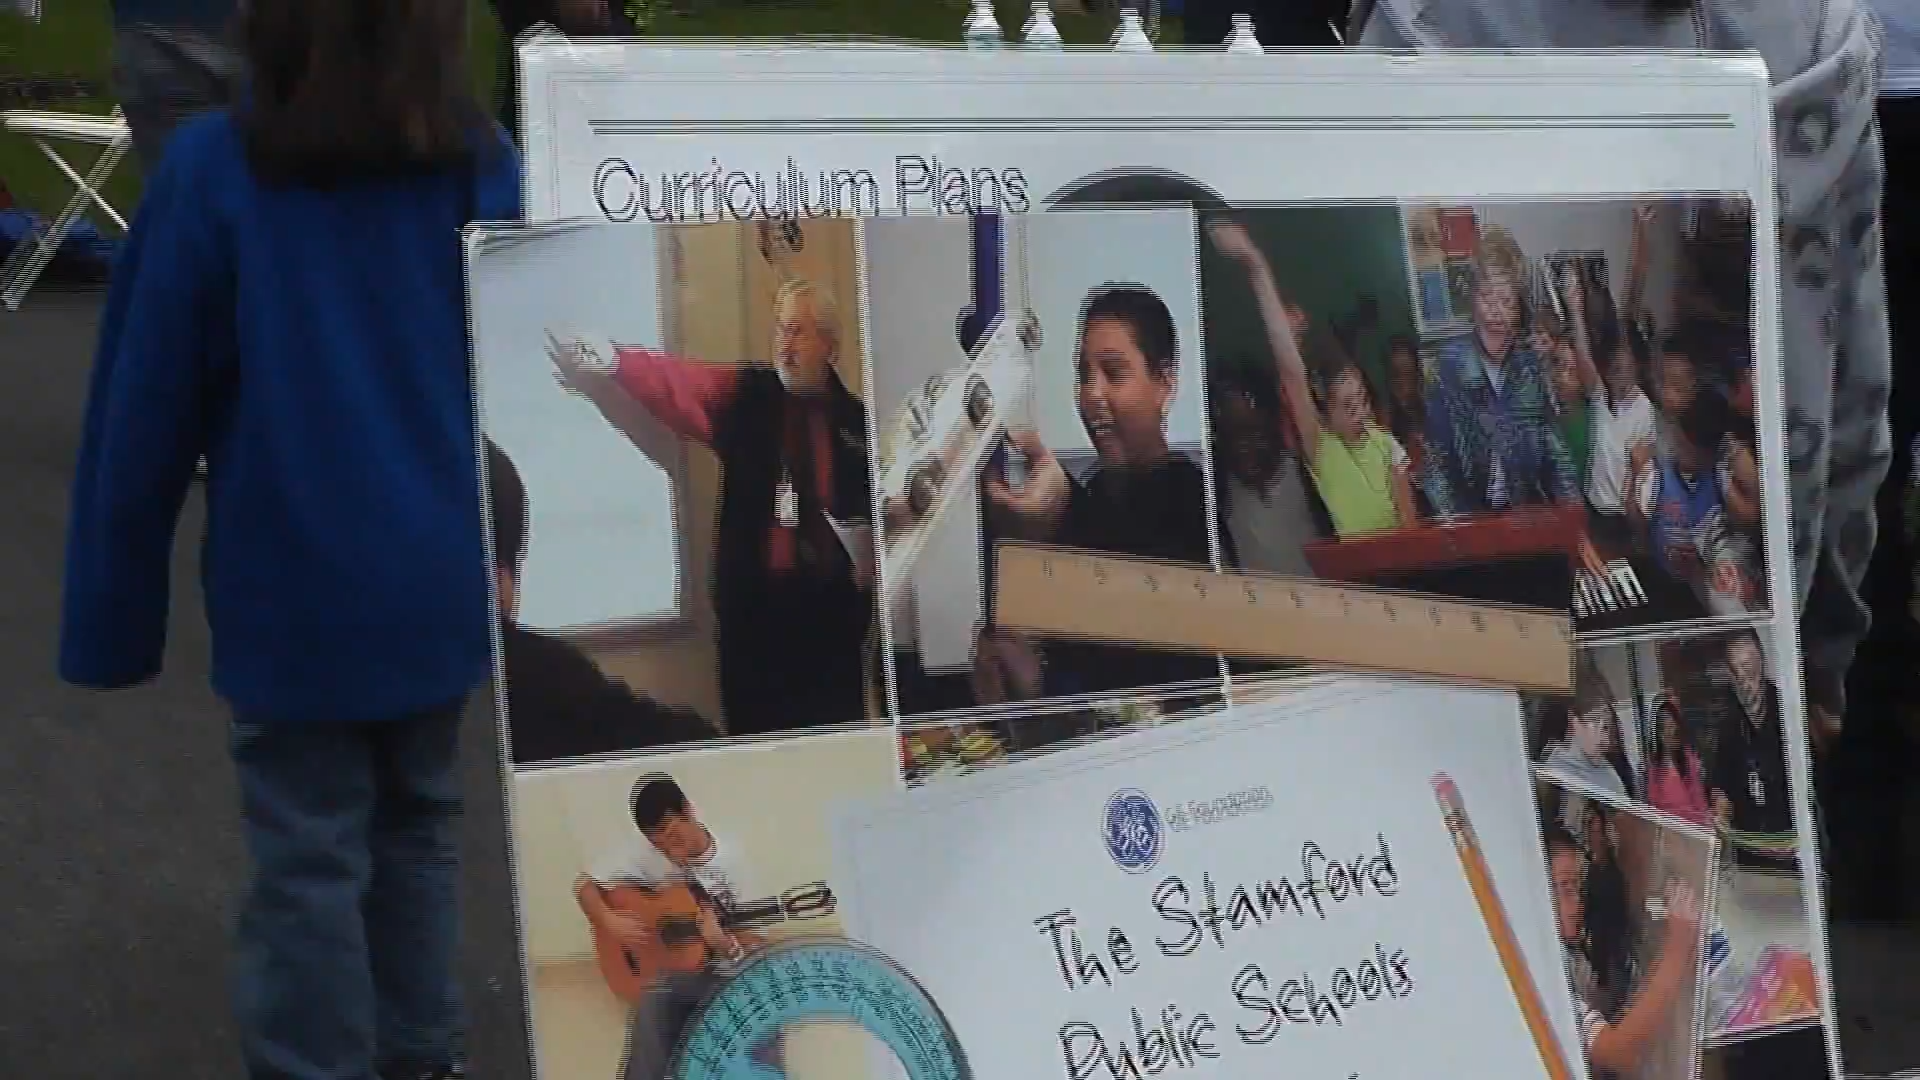 Curriculum Plans
GE Foundation
The Stamford
Public Schools